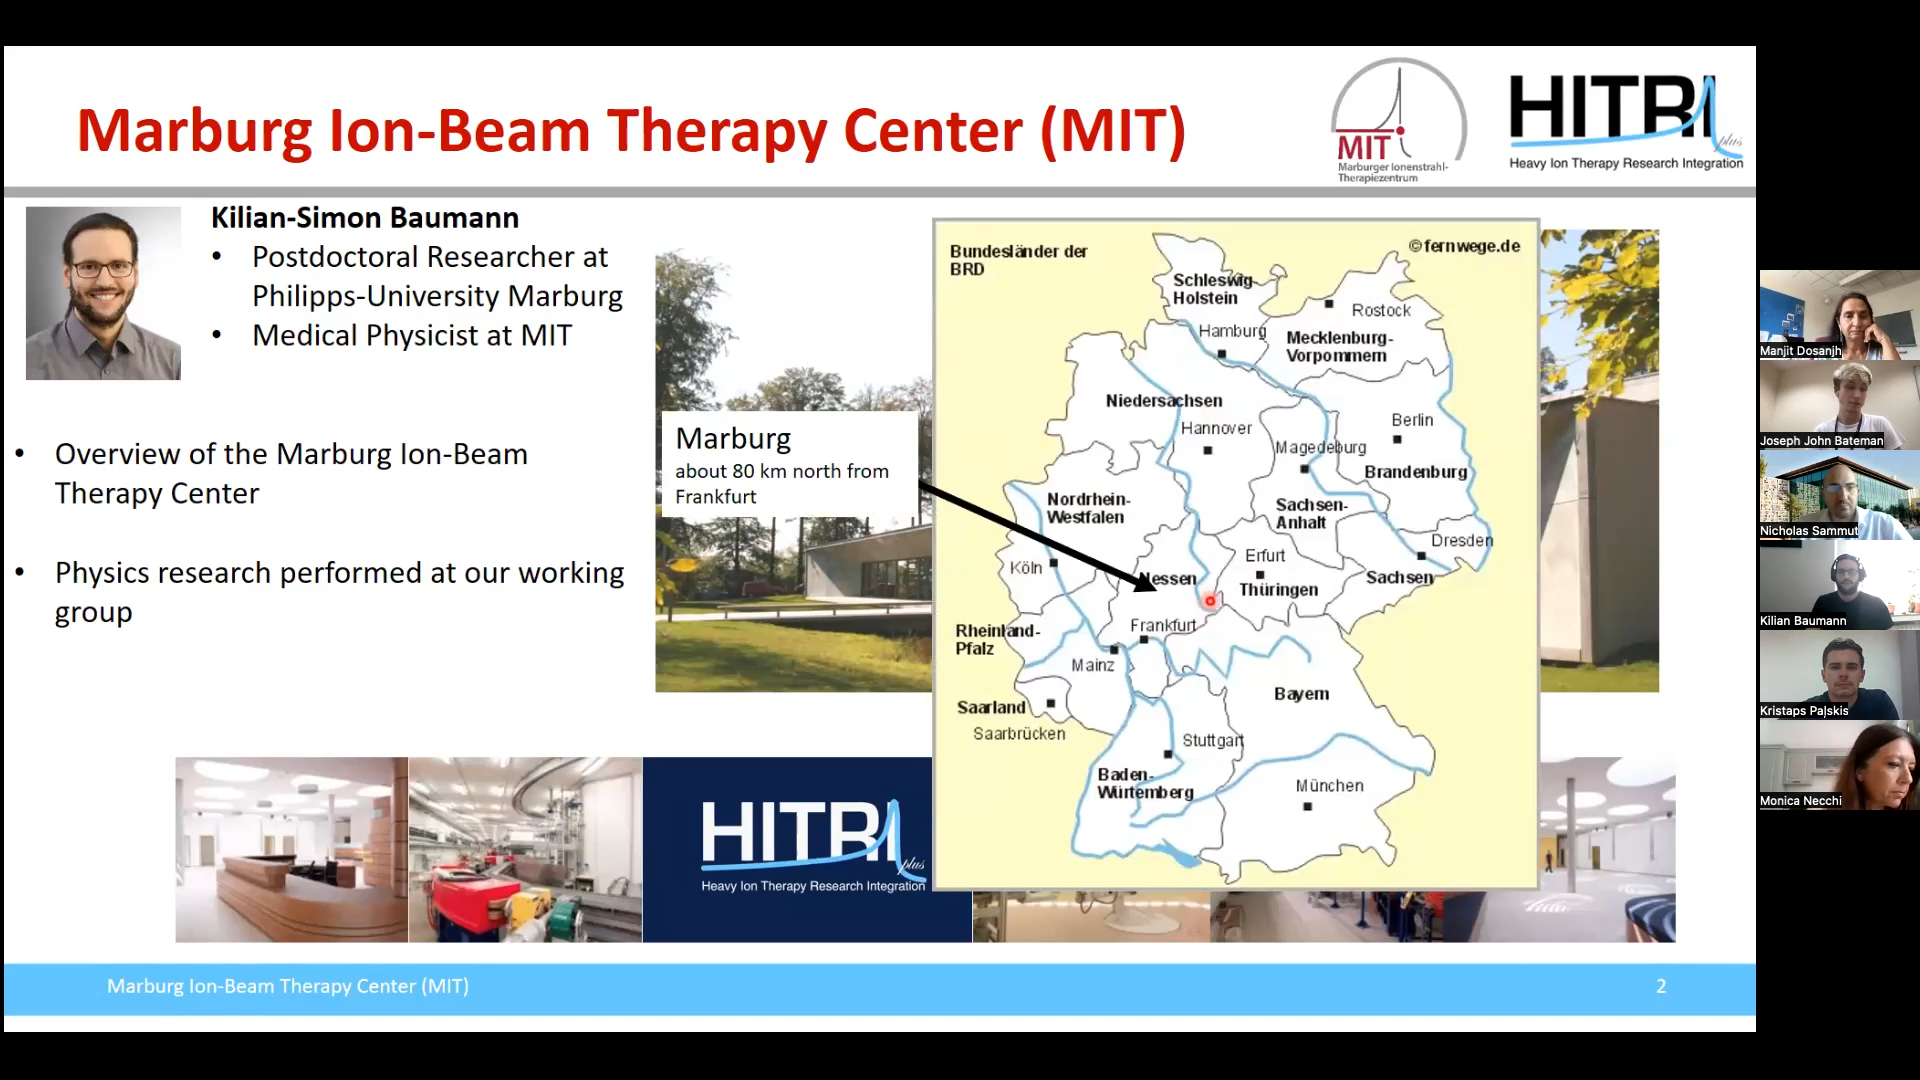 Marburg Ion-Beam Therapy Center (MIT)
MIT
Marburger Ionenstrahl-
Therapiezentrum
HITRI
plus
Heavy Ion Therapy Research Integration
Kilian-Simon Baumann
• Postdoctoral Researcher at
Philipps-University Marburg
• Medical Physicist at MIT
• Overview of the Marburg Ion-Beam
Therapy Center
• Physics research performed at our working
group
Marburg
about 80 km north from
Frankfurt
Bundesländer der
BRD
©fernwege.de
Schleswig-
Holstein
Rostock
Hamburg
Mecklenburg-
Vorpommern
Niedersachsen
Hannover
Berlin
Magedeburg
Brandenburg
Nordrhein-
Westfalen
Sachsen-
Anhalt
Dresden
Erfurt
Köln
Hessen
Thüringen
Sachsen
Rheinland-
Pfalz
Frankfurt
Mainz
Bayern
Saarland
Saarbrücken
Stuttgart
Baden-
Würtemberg
München
HITRI
plus
Heavy Ion Therapy Research Integration
Marburg Ion-Beam Therapy Center (MIT)
2
Manjit Dosanjh
Joseph John Bateman
Nicholas Sammut
Kilian Baumann
Kristaps Paļskis
Monica Necchi